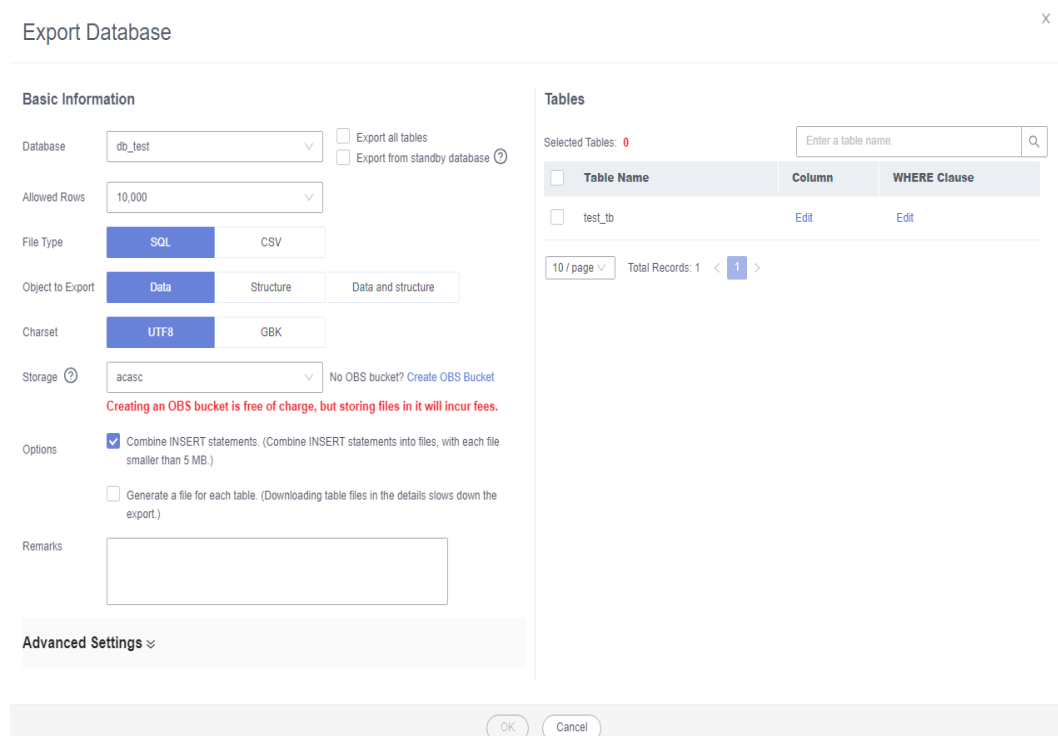 X
Export Database
Basic Information
Database
db_test
Export all tables
Export from standby database ?
Allowed Rows
10,000
File Type
SQL
CSV
Object to Export
Data
Structure
Data and structure
Charset
UTF8
GBK
Storage ?
acasc
No OBS bucket? Create OBS Bucket
Creating an OBS bucket is free of charge, but storing files in it will incur fees.
Options
Combine INSERT statements. (Combine INSERT statements into files, with each file
smaller than 5 MB.)
Generate a file for each table. (Downloading table files in the details slows down the
export.)
Remarks
Advanced Settings
Tables
Selected Tables: 0
Enter a table name.
Table Name
Column
WHERE Clause
test_tb
Edit
Edit
10 / page
Total Records: 1
< 1 >
OK
Cancel